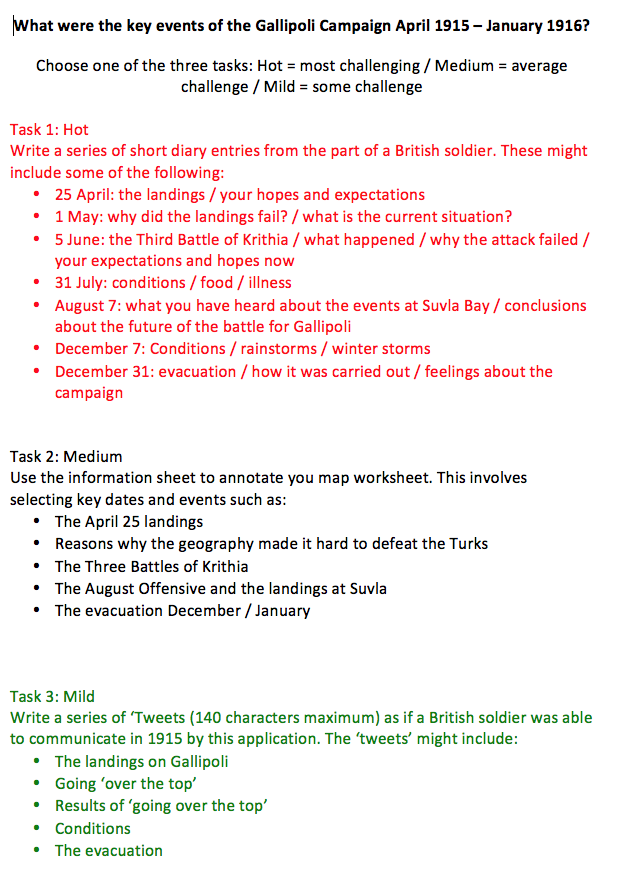 What were the key events of the Gallipoli Campaign April 1915 – January 1916?
Choose one of the three tasks: Hot = most challenging / Medium = average
challenge / Mild = some challenge
Task 1: Hot
Write a series of short diary entries from the part of a British soldier. These might
include some of the following:
• 25 April: the landings / your hopes and expectations
• 1 May: why did the landings fail? / what is the current situation?
• 5 June: the Third Battle of Krithia / what happened / why the attack failed /
your expectations and hopes now
• 31 July: conditions / food / illness
• August 7: what you have heard about the events at Suvla Bay / conclusions
about the future of the battle for Gallipoli
• December 7: Conditions / rainstorms / winter storms
• December 31: evacuation / how it was carried out / feelings about the
campaign
Task 2: Medium
Use the information sheet to annotate you map worksheet. This involves
selecting key dates and events such as:
• The April 25 landings
• Reasons why the geography made it hard to defeat the Turks
• The Three Battles of Krithia
• The August Offensive and the landings at Suvla
• The evacuation December / January
Task 3: Mild
Write a series of ‘Tweets (140 characters maximum) as if a British soldier was able
to communicate in 1915 by this application. The ‘tweets’ might include:
• The landings on Gallipoli
• Going ‘over the top’
• Results of ‘going over the top’
• Conditions
• The evacuation